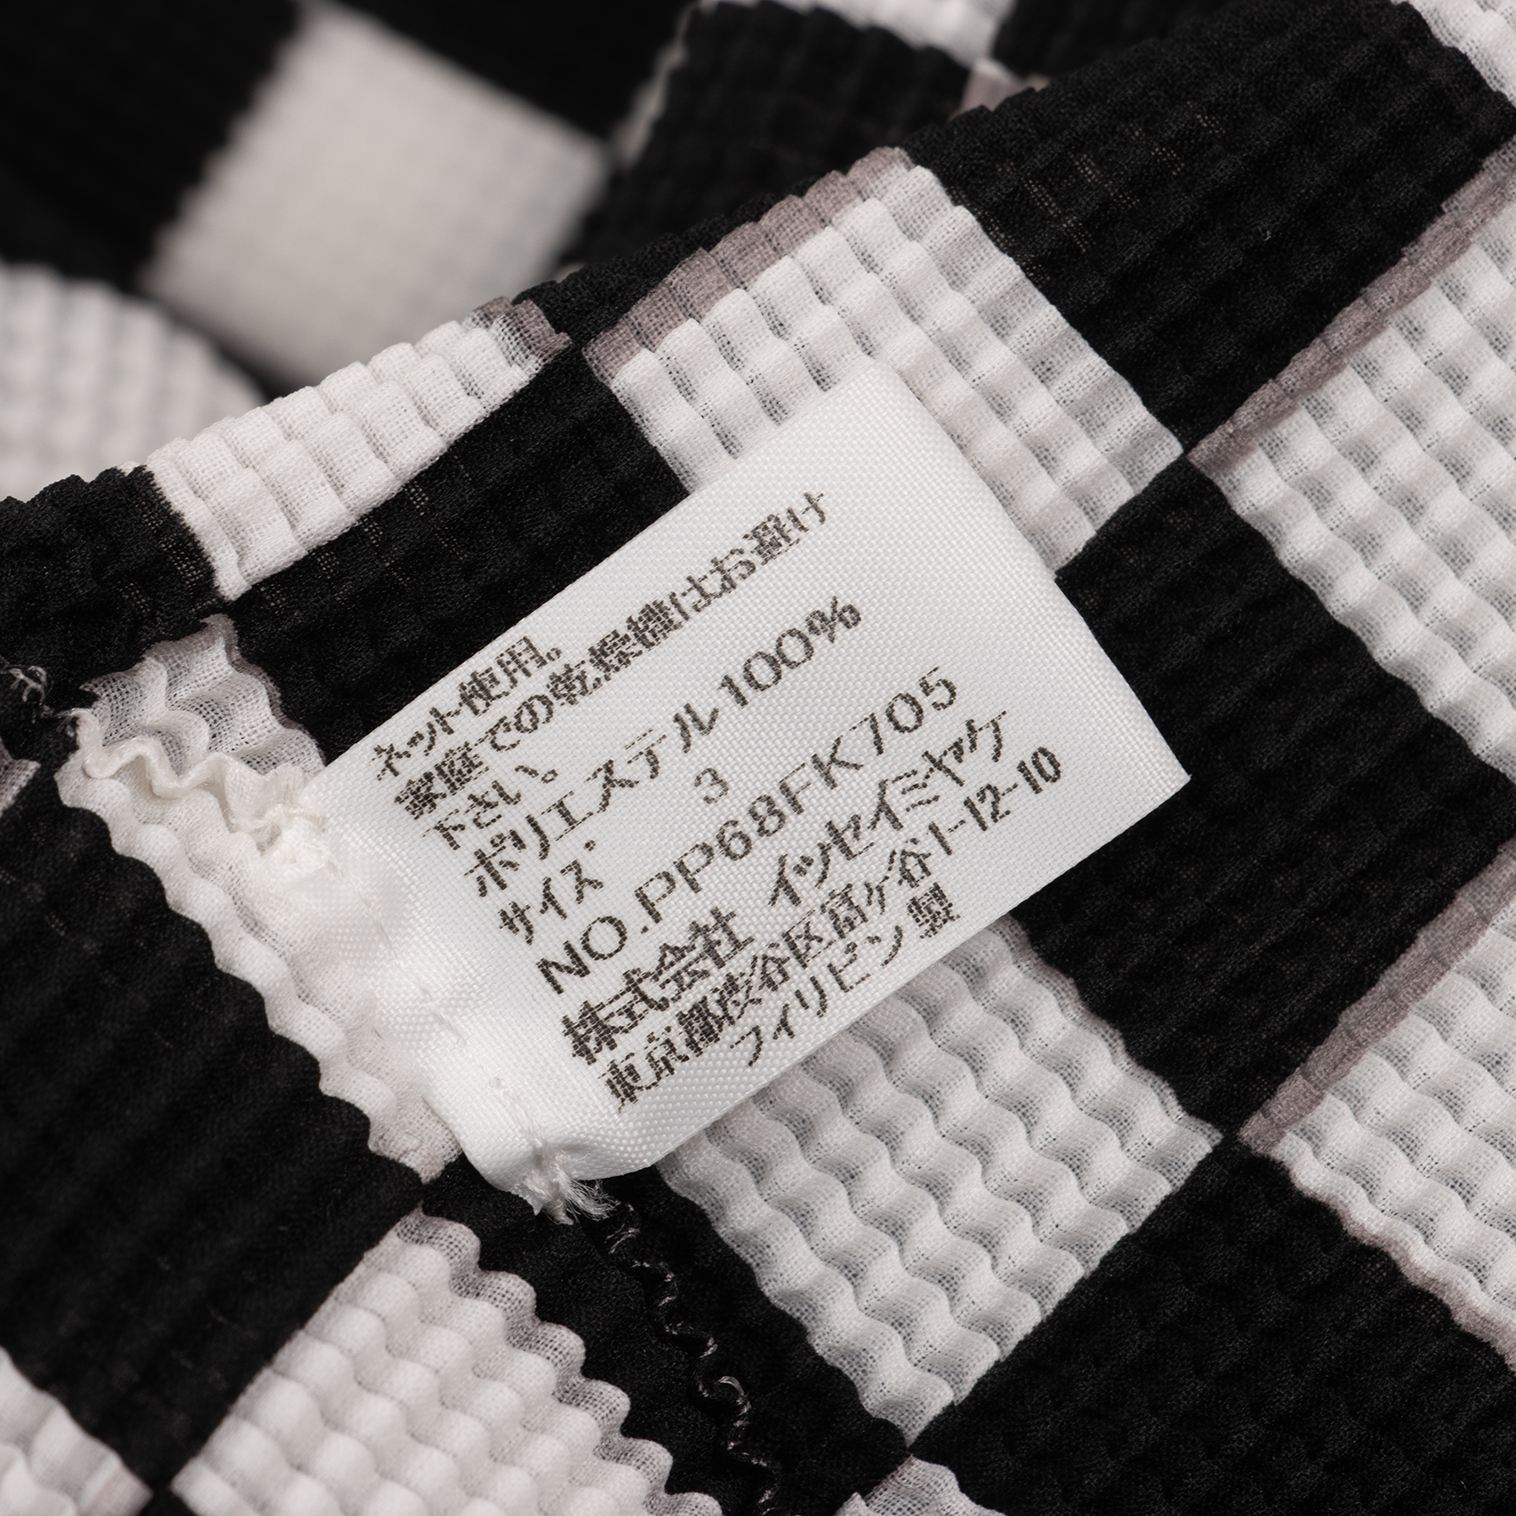 ネット使用。
家庭での乾燥機はお避け
下さい。
ポリエステル 100%
サイズ 3
NO.PP68FK705
株式会社 イッセイミヤケ
東京都渋谷区富ヶ谷1-12-10
フィリピン 製